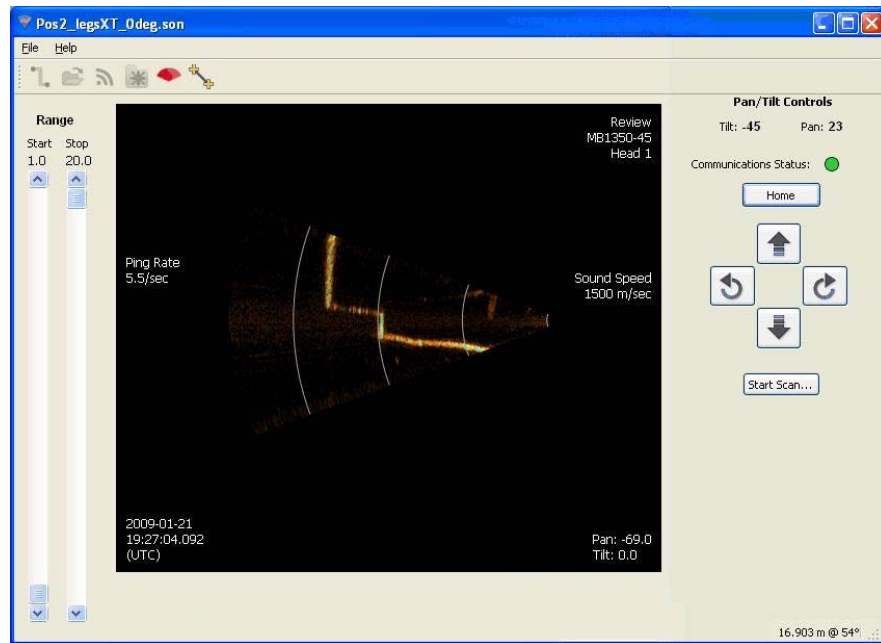 Pos2_legsXT_0deg.son
File Help
Range
Start Stop
1.0 20.0
Review
MB1350-45
Head 1
Ping Rate
5.5/sec
Sound Speed
1500 m/sec
2009-01-21
19:27:04.092
(UTC)
Pan: -69.0
Tilt: 0.0
Pan/Tilt Controls
Tilt: -45 Pan: 23
Communications Status:
Home
Start Scan...
16.903 m @ 54°